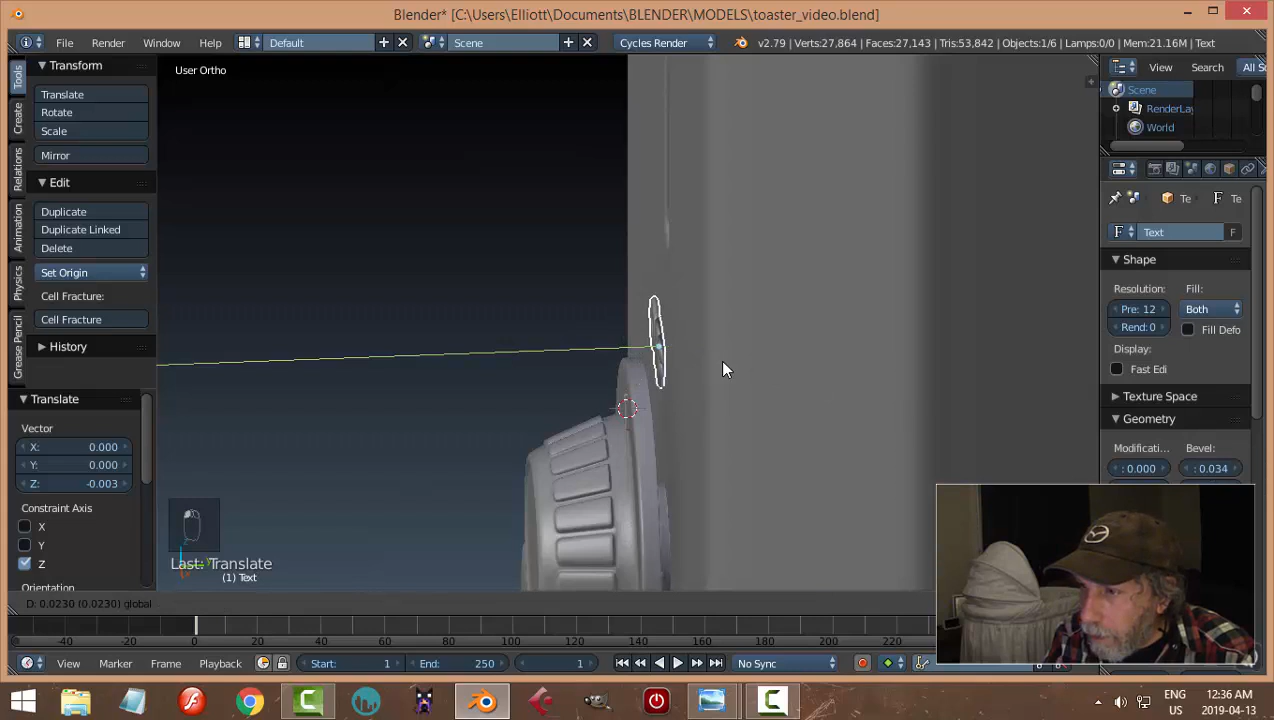 Blender* [C:\Users\Elliott\Documents\BLENDER\MODELS\toaster_video.blend]
File Render Window Help Default Scene Cycles Render v2.79 | Verts:27,864 | Faces:27,143 | Tris:53,842 | Objects:1/6 | Lamps:0/0 | Mem:21.16M | Text
Tools
Create
Relations
Animation
Physics
Grease Pencil
Transform
Translate
Rotate
Scale
Mirror
Edit
Duplicate
Duplicate Linked
Delete
Set Origin
Cell Fracture:
Cell Fracture
History
Translate
Vector
X: 0.000
Y: 0.000
Z: -0.003
Constraint Axis
X
Y
Z
Orientation
User Ortho
Last: Translate
(1) Text
D: 0.0230 (0.0230) global
View Search All S
Scene
RenderLay
World
Te F Te
F Text F
Shape
Resolution: Fill:
Pre: 12 Both
Rend: 0 Fill Defo
Display:
Fast Edi
Texture Space
Geometry
Modificati... Bevel:
: 0.000 : 0.034
-40 -20 0 20 40 60 80 100 120 140 160 180 200 220
View Marker Frame Playback Start: 1 End: 250 1 No Sync
ENG 12:36 AM
US 2019-04-13